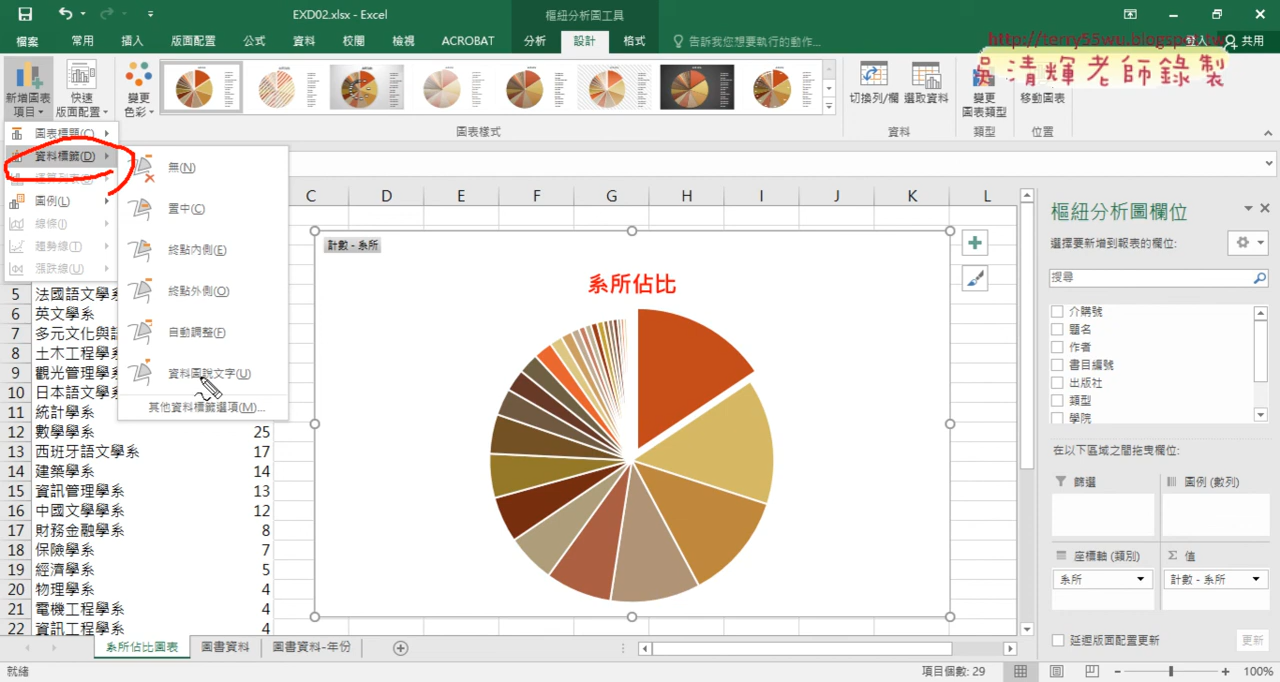 EXD02.xlsx - Excel
樞紐分析圖工具
檔案
常用
插入
版面配置
公式
資料
校閱
檢視
ACROBAT
分析
設計
格式
告訴我您想要執行的動作...
登入
共用
http://terry55wu.blogspot.tw
吳清輝老師錄製
新增圖表項目
快速版面配置
變更色彩
切換列/欄
選取資料
變更圖表類型
移動圖表
圖表樣式
資料
類型
位置
圖表標題(C)
資料標籤(D)
圖例(L)
線條(I)
趨勢線(T)
漲跌線(U)
無(N)
置中(C)
終點內側(E)
終點外側(O)
自動調整(F)
資料圖說文字(U)
其他資料標籤選項(M)...
C D E F G H I J K L
計數 - 系所
系所佔比
5 法國語文學系
6 英文學系
7 多元文化與
8 土木工程學系
9 觀光管理學系
10 日本語文學系
11 統計學系
12 數學學系 25
13 西班牙語文學系 17
14 建築學系 14
15 資訊管理學系 13
16 中國文學學系 12
17 財務金融學系 8
18 保險學系 7
19 經濟學系 5
20 物理學系 4
21 電機工程學系 4
22 資訊工程學系 4
樞紐分析圖欄位
選擇要新增到報表的欄位:
搜尋
介購號
題名
作者
書目編號
出版社
類型
學院
在以下區域之間拖曳欄位:
篩選
圖例 (數列)
座標軸 (類別)
Σ 值
系所
計數 - 系所
延遲版面配置更新
更新
系所佔比圖表
圖書資料
圖書資料-年份
就緒
項目個數: 29
100%